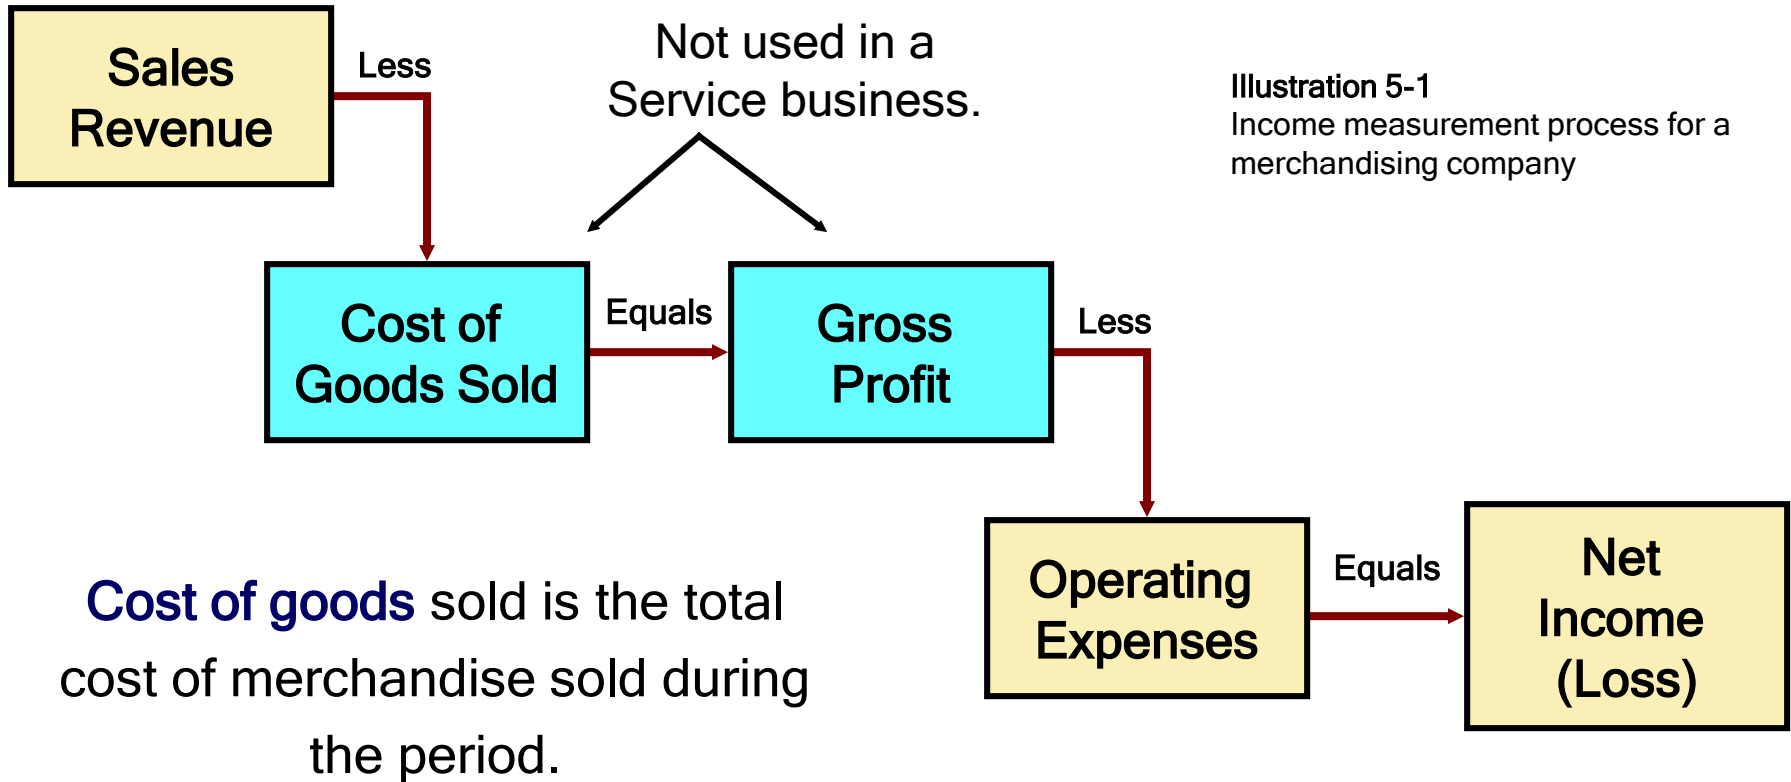 Sales
Revenue
Less
Not used in a
Service business.
Illustration 5-1
Income measurement process for a
merchandising company
Cost of
Goods Sold
Equals
Gross
Profit
Less
Operating
Expenses
Equals
Net
Income
(Loss)
Cost of goods sold is the total
cost of merchandise sold during
the period.